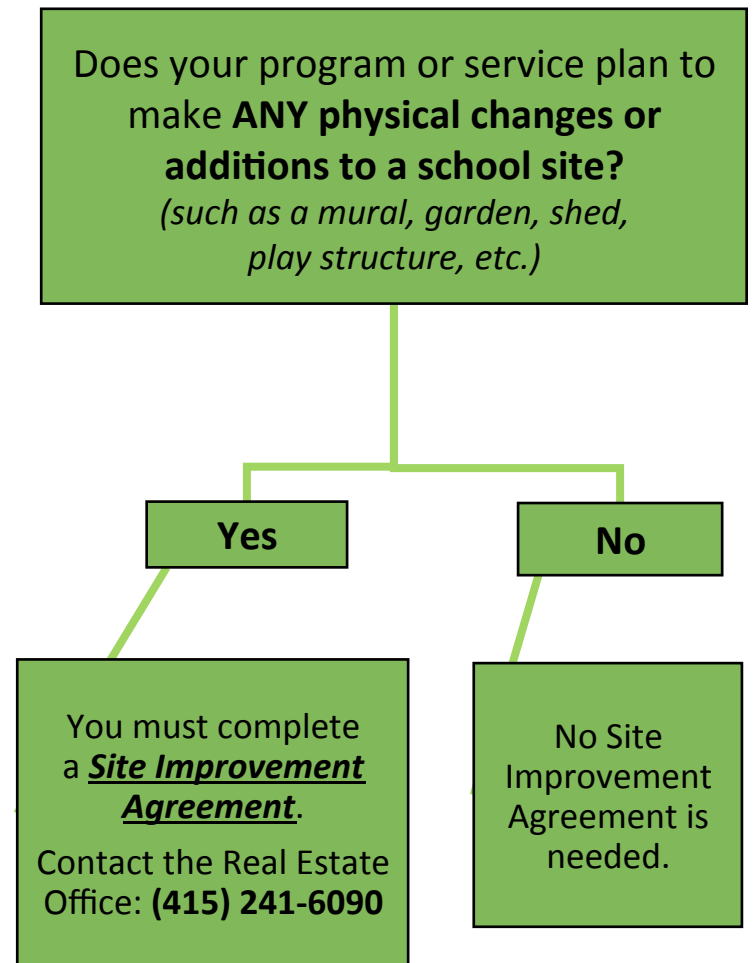 Does your program or service plan to
make ANY physical changes or
additions to a school site?
(such as a mural, garden, shed,
play structure, etc.)
Yes
No
You must complete
a Site Improvement
Agreement.
Contact the Real Estate
Office: (415) 241-6090
No Site
Improvement
Agreement is
needed.